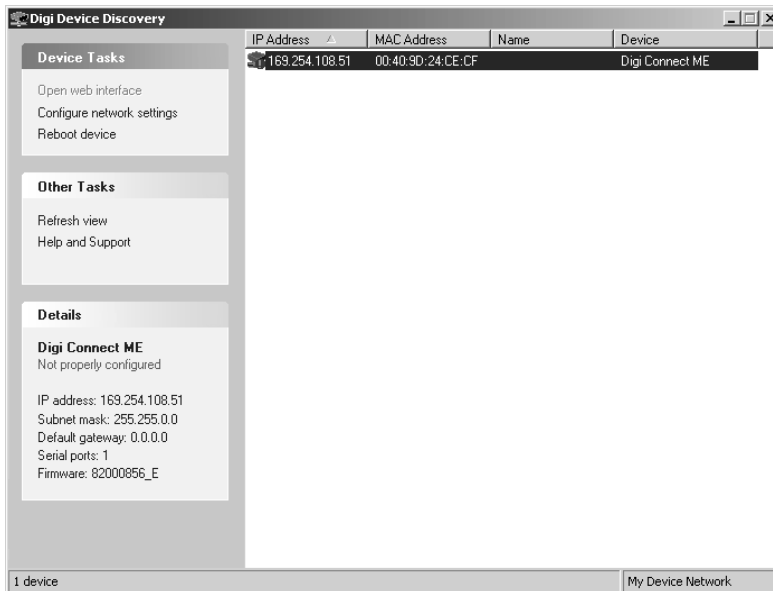 Digi Device Discovery
IP Address MAC Address Name Device
169.254.108.51 00:40:9D:24:CE:CF Digi Connect ME
Device Tasks
Open web interface
Configure network settings
Reboot device
Other Tasks
Refresh view
Help and Support
Details
Digi Connect ME
Not properly configured
IP address: 169.254.108.51
Subnet mask: 255.255.0.0
Default gateway: 0.0.0.0
Serial ports: 1
Firmware: 82000856_E
1 device My Device Network